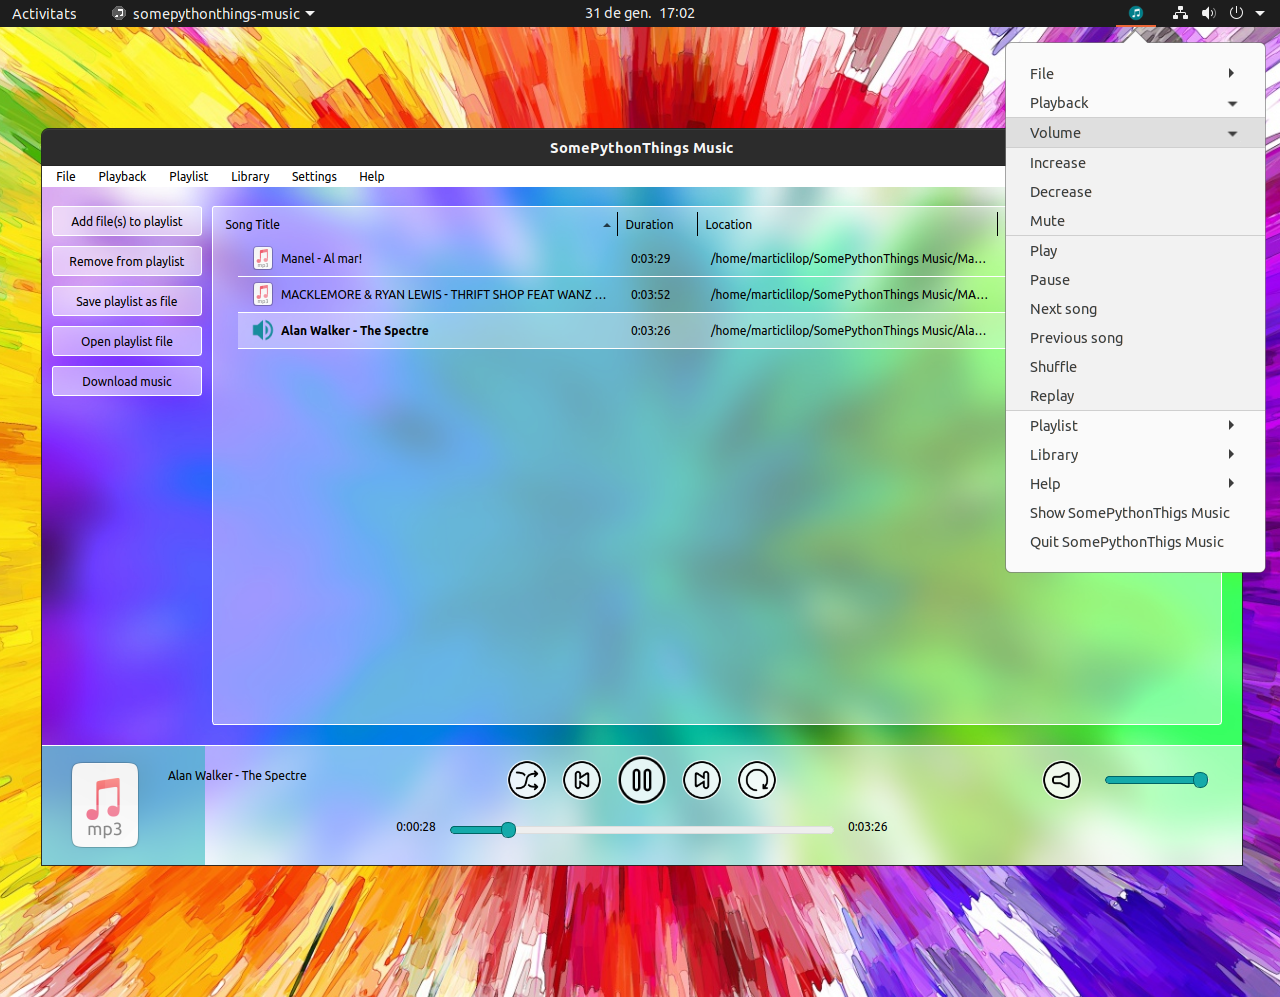 Activitats somepythonthings-music 31 de gen. 17:02
File
Playback
Volume
Increase
Decrease
Mute
Play
Pause
Next song
Previous song
Shuffle
Replay
Playlist
Library
Help
Show SomePythonThigs Music
Quit SomePythonThigs Music
SomePythonThings Music
File Playback Playlist Library Settings Help
Add file(s) to playlist
Remove from playlist
Save playlist as file
Open playlist file
Download music
Song Title Duration Location
mp3 Manel - Al mar! 0:03:29 /home/marticlilop/SomePythonThings Music/Ma...
mp3 MACKLEMORE & RYAN LEWIS - THRIFT SHOP FEAT WANZ ... 0:03:52 /home/marticlilop/SomePythonThings Music/MA...
Alan Walker - The Spectre 0:03:26 /home/marticlilop/SomePythonThings Music/Ala...
mp3
Alan Walker - The Spectre
0:00:28 0:03:26